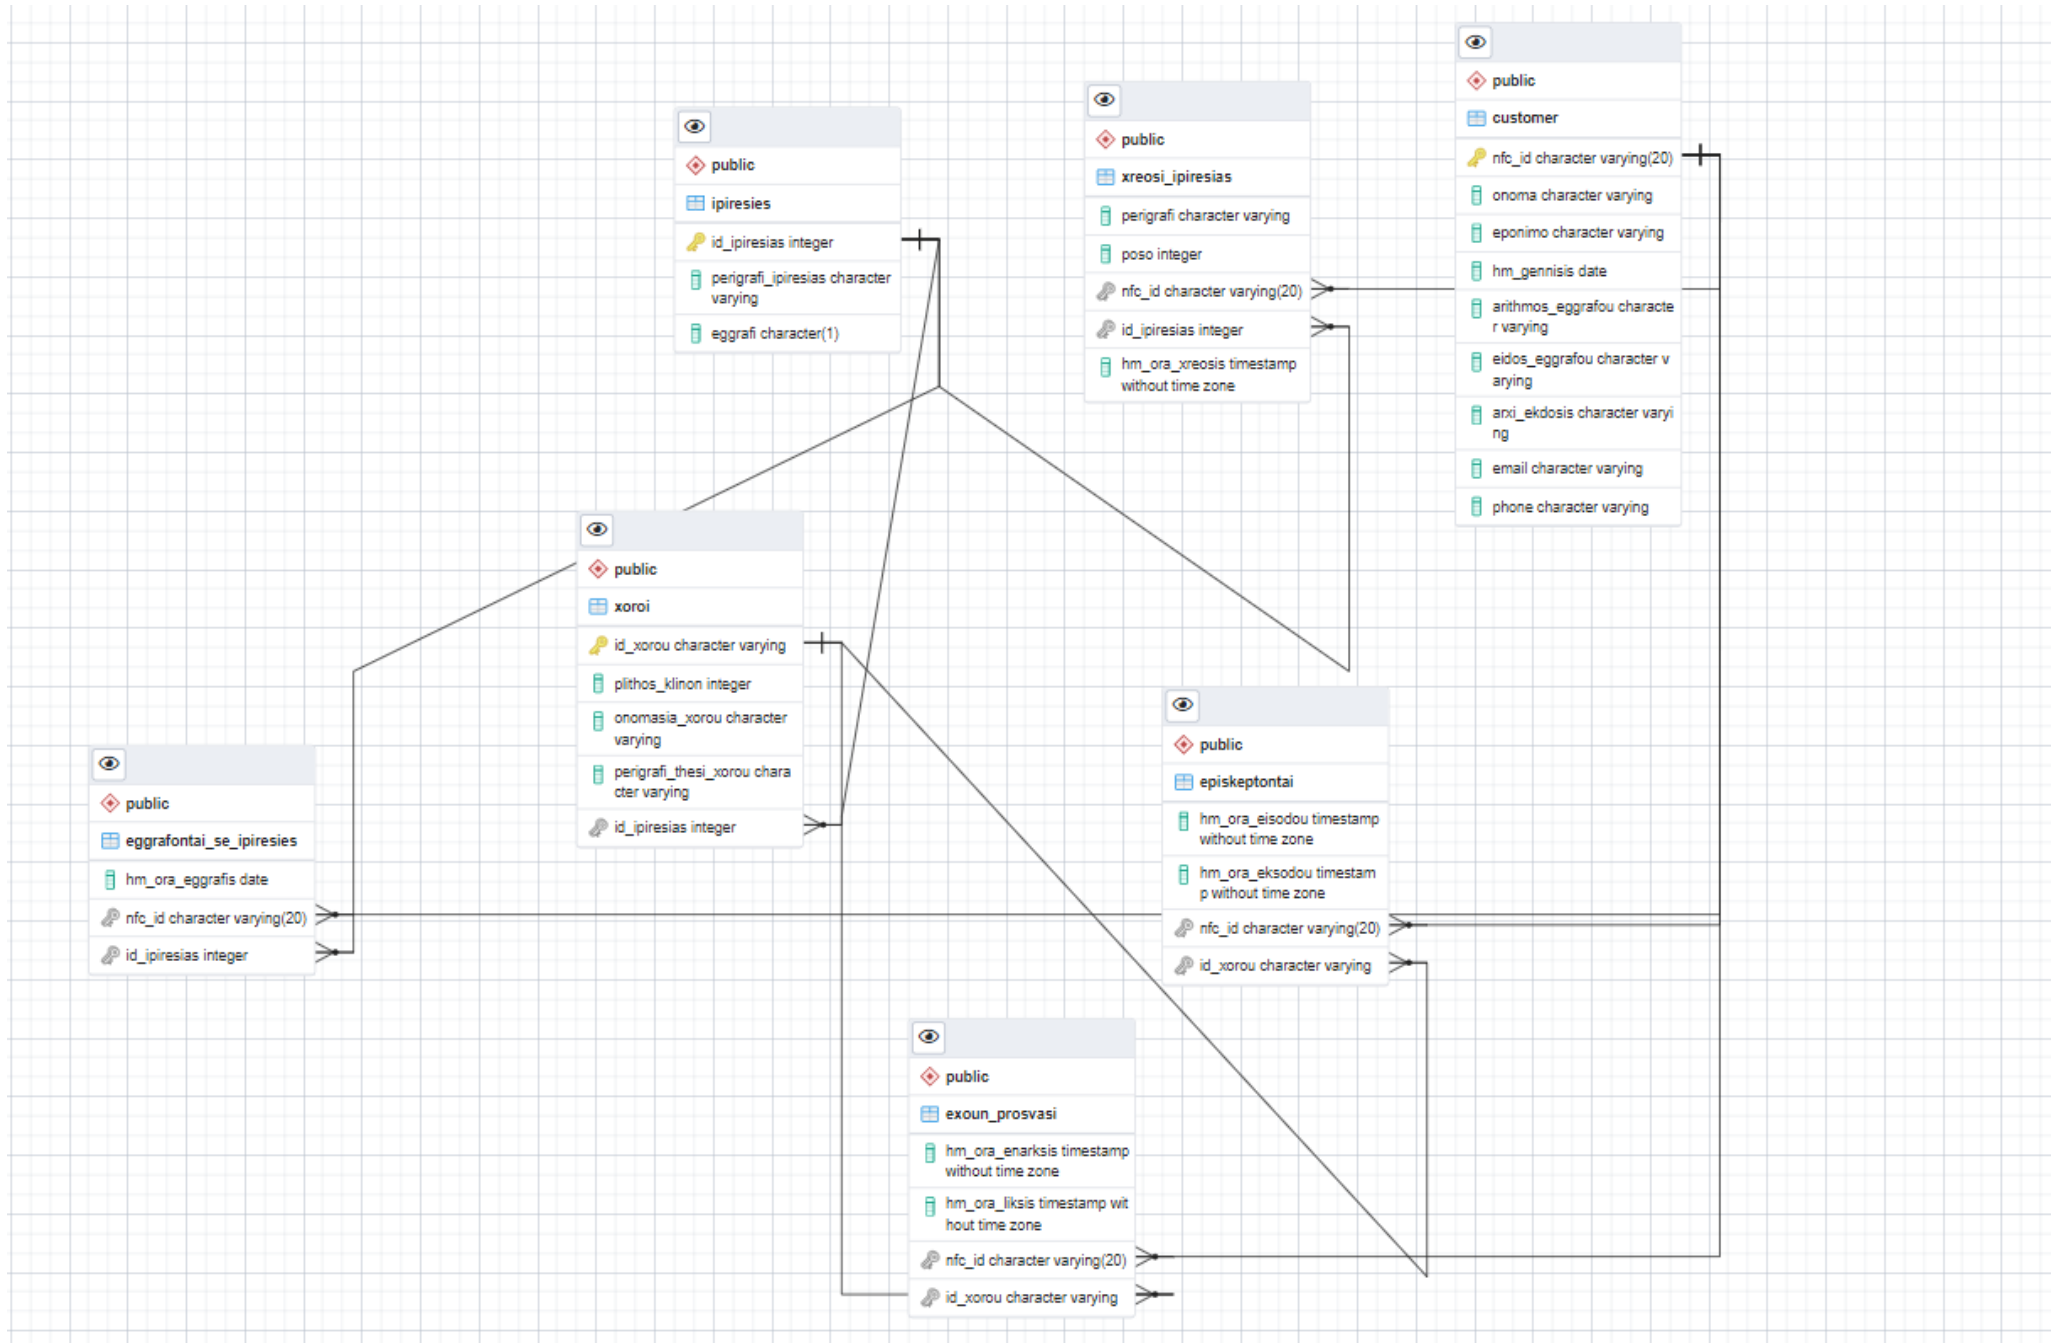 public
ipiresies
id_ipiresias integer
perigrafi_ipiresias character
varying
eggrafi character(1)
public
xreosi_ipiresias
perigrafi character varying
poso integer
nfc_id character varying(20)
id_ipiresias integer
hm_ora_xreosis timestamp
without time zone
public
customer
nfc_id character varying(20)
onoma character varying
eponimo character varying
hm_gennisis date
arithmos_eggrafou characte
r varying
eidos_eggrafou character v
arying
arxi_ekdosis character varyi
ng
email character varying
phone character varying
public
xoroi
id_xorou character varying
plithos_klinon integer
onomasia_xorou character
varying
perigrafi_thesi_xorou chara
cter varying
id_ipiresias integer
public
eggrafontai_se_ipiresies
hm_ora_eggrafis date
nfc_id character varying(20)
id_ipiresias integer
public
episkeptontai
hm_ora_eisodou timestamp
without time zone
hm_ora_eksodou timestam
p without time zone
nfc_id character varying(20)
id_xorou character varying
public
exoun_prosvasi
hm_ora_enarksis timestamp
without time zone
hm_ora_liksis timestamp wit
hout time zone
nfc_id character varying(20)
id_xorou character varying